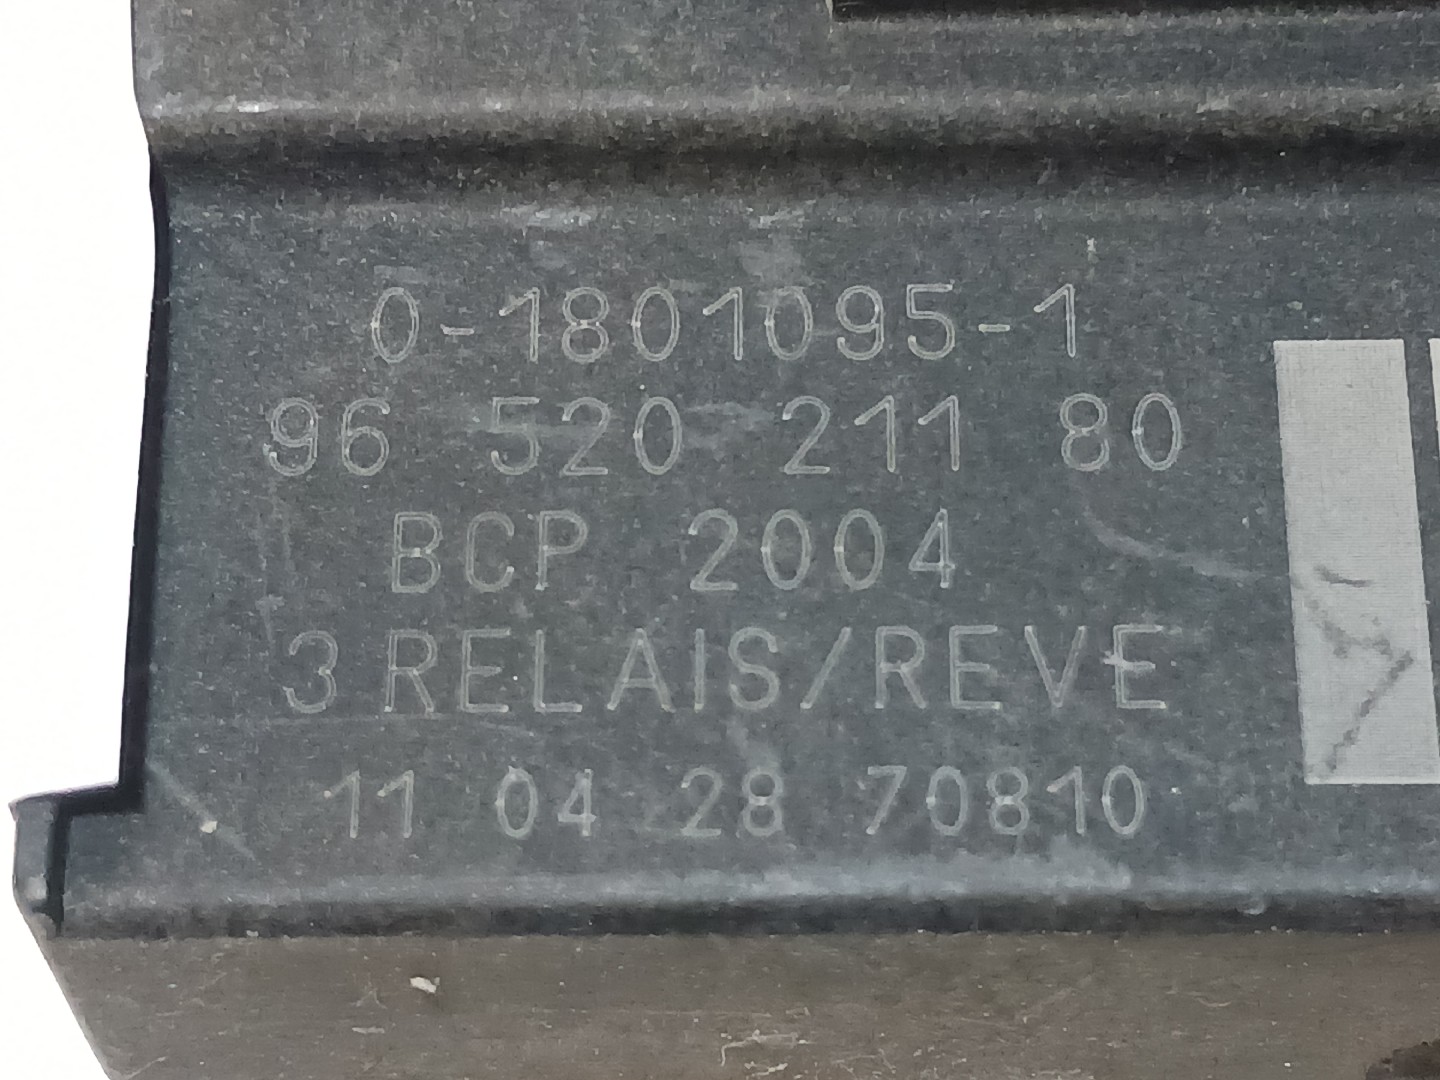 0-1801095-1
96 520 211 80
BCP 2004
3 RELAIS/REVE
11 04 28 70810